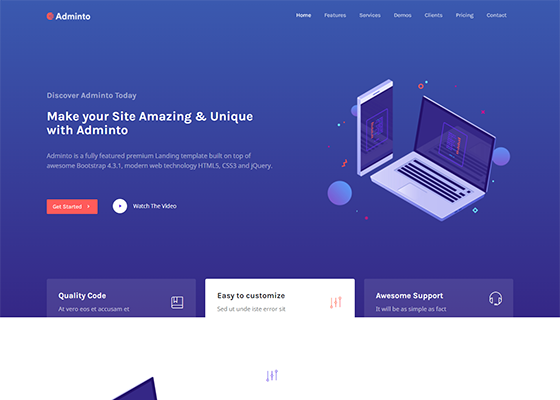 Adminto
Home Features Services Demos Clients Pricing Contact
Discover Adminto Today
Make your Site Amazing & Unique
with Adminto
Adminto is a fully featured premium Landing template built on top of
awesome Bootstrap 4.3.1, modern web technology HTML5, CSS3 and jQuery.
Get Started
Watch The Video
Quality Code
At vero eos et accusam et
Easy to customize
Sed ut unde iste error sit
Awesome Support
It will be as simple as fact